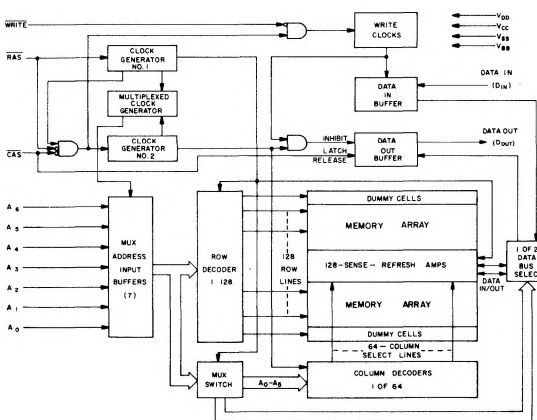 WRITE
RAS
CAS
CLOCK
GENERATOR
NO. 1
MULTIPLEXED
CLOCK
GENERATOR
CLOCK
GENERATOR
NO. 2
WRITE
CLOCKS
VDD
VCC
VSS
VBB
DATA
IN
BUFFER
DATA IN
(DIN)
INHIBIT
LATCH
RELEASE
DATA
OUT
BUFFER
DATA OUT
(DOUT)
A6
A5
A4
A3
A2
A1
A0
MUX
ADDRESS
INPUT
BUFFERS
(7)
ROW
DECODER
1 128
128
ROW
LINES
DUMMY CELLS
MEMORY ARRAY
128-SENSE-REFRESH AMPS
MEMORY ARRAY
DUMMY CELLS
DATA
IN/OUT
1 OF 2
DATA
BUS
SELECT
64-COLUMN
SELECT LINES
MUX
SWITCH
A0-A5
COLUMN DECODERS
1 OF 64